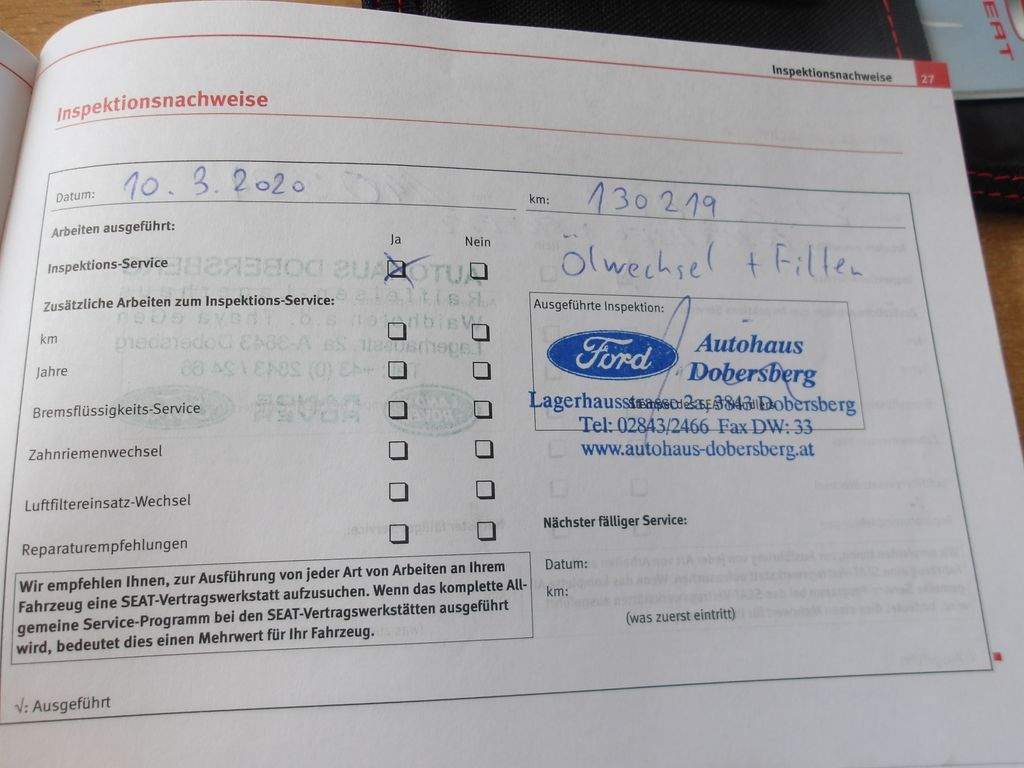 SEAT
Inspektionsnachweise 27
Inspektionsnachweise
Datum: 10. 3. 2020
km: 130219
Arbeiten ausgeführt:
Ja Nein
Inspektions-Service
Ölwechsel + Filter
Zusätzliche Arbeiten zum Inspektions-Service:
km
Jahre
Bremsflüssigkeits-Service
Zahnriemenwechsel
Luftfiltereinsatz-Wechsel
Reparaturempfehlungen
Ausgeführte Inspektion:
Ford Autohaus
Dobersberg
Lagerhausstrasse 2a, 3843 Dobersberg
Tel: 02843/2466 Fax DW: 33
www.autohaus-dobersberg.at
Nächster fälliger Service:
Datum:
km:
(was zuerst eintritt)
Wir empfehlen Ihnen, zur Ausführung von jeder Art von Arbeiten an Ihrem
Fahrzeug eine SEAT-Vertragswerkstatt aufzusuchen. Wenn das komplette All-
gemeine Service-Programm bei den SEAT-Vertragswerkstätten ausgeführt
wird, bedeutet dies einen Mehrwert für Ihr Fahrzeug.
√: Ausgeführt